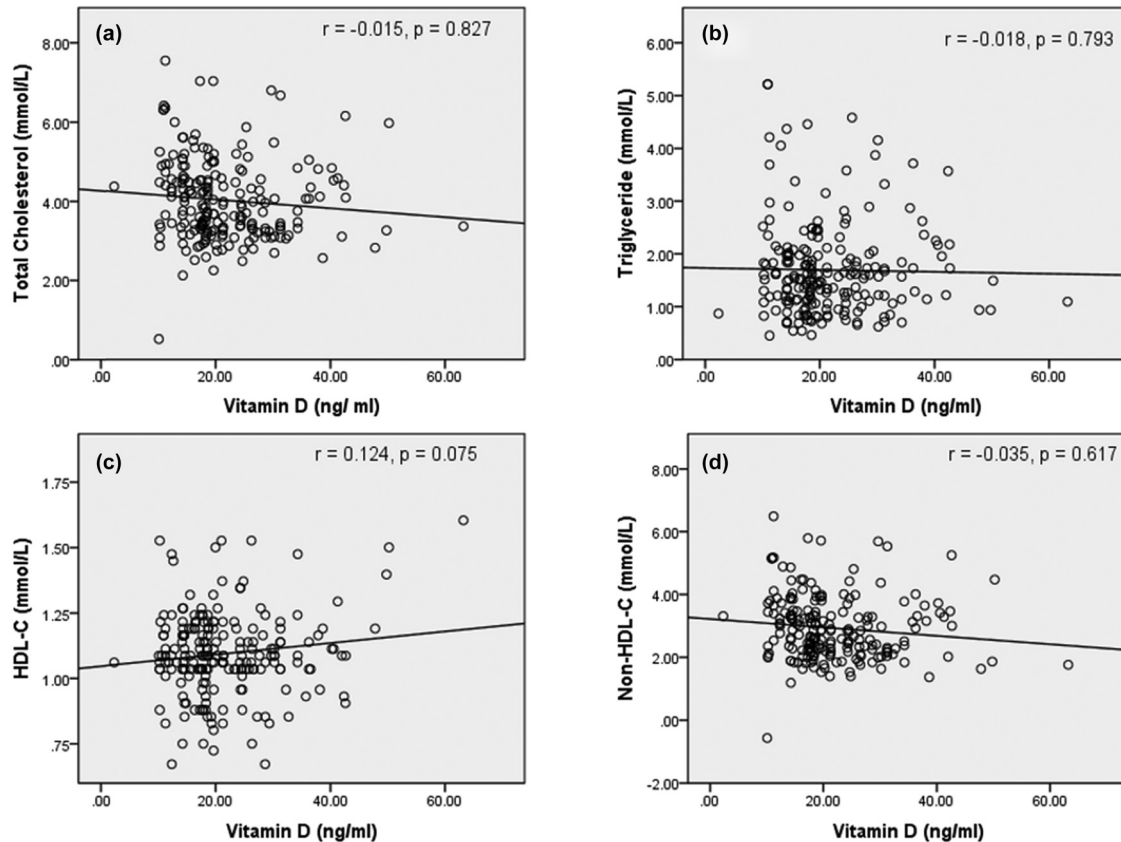 (a)
r = -0.015, p = 0.827
8.00
6.00
4.00
2.00
.00
Total Cholesterol (mmol/L)
.00 20.00 40.00 60.00
Vitamin D (ng/ ml)
(b)
r = -0.018, p = 0.793
6.00
5.00
4.00
3.00
2.00
1.00
.00
Triglyceride (mmol/L)
.00 20.00 40.00 60.00
Vitamin D (ng/ml)
(c)
r = 0.124, p = 0.075
1.75
1.50
1.25
1.00
.75
HDL-C (mmol/L)
.00 20.00 40.00 60.00
Vitamin D (ng/ml)
(d)
r = -0.035, p = 0.617
8.00
6.00
4.00
2.00
.00
-2.00
Non-HDL-C (mmol/L)
.00 20.00 40.00 60.00
Vitamin D (ng/ml)